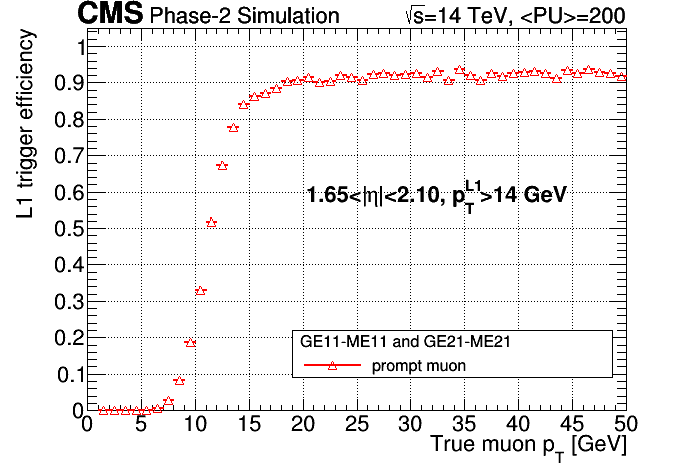 CMS Phase-2 Simulation √s=14 TeV, <PU>=200
L1 trigger efficiency
1
0.9
0.8
0.7
0.6
0.5
0.4
0.3
0.2
0.1
0
1.65<|η|<2.10, p_T^L1>14 GeV
GE11-ME11 and GE21-ME21
prompt muon
0 5 10 15 20 25 30 35 40 45 50
True muon p_T [GeV]